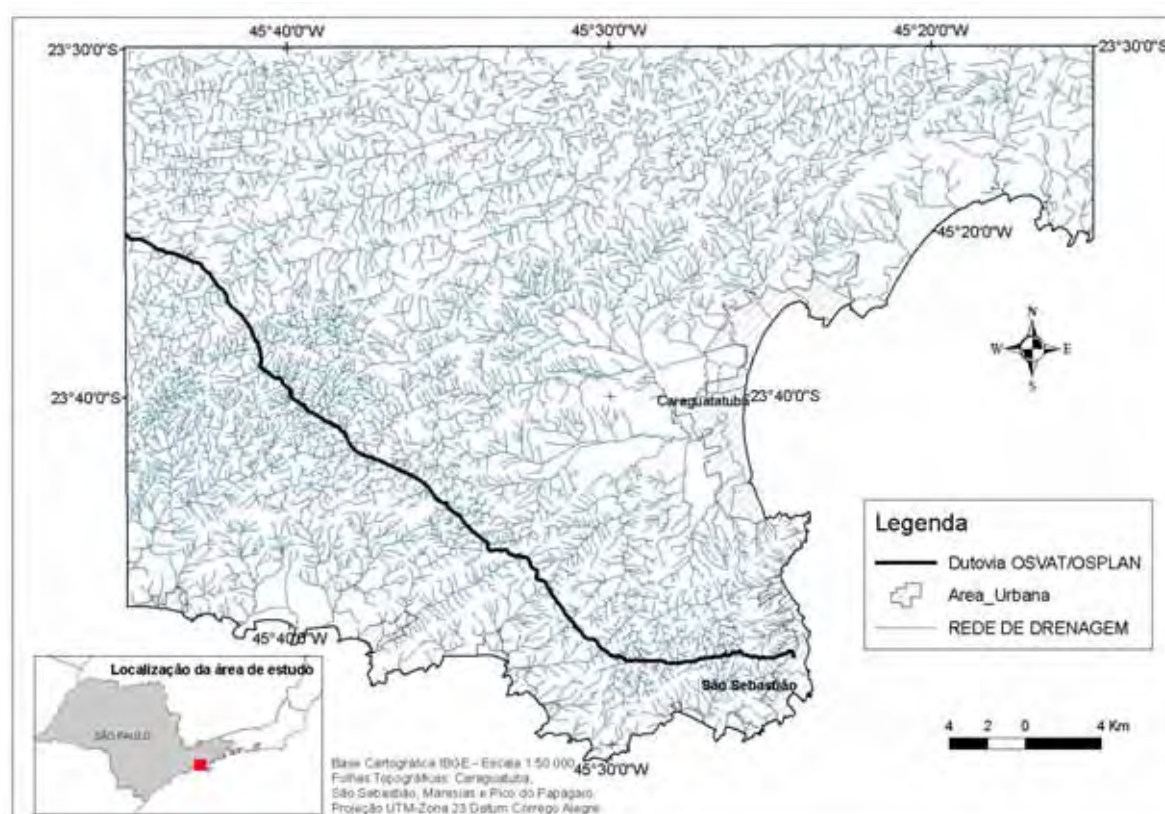 45°40'0"W
45°30'0"W
45°20'0"W
23°30'0"S
23°30'0"S
45°20'0"W
N
W
E
S
23°40'0"S
Caraguatatuba
23°40'0"S
Legenda
Dutovia OSVAT/OSPLAN
Area_Urbana
REDE DE DRENAGEM
45°40'0"W
São Sebastião
4 2 0 4 Km
45°30'0"W
Localização da área de estudo
SÃO PAULO
Base Cartográfica IBGE - Escala 1:50.000
Folhas Topográficas: Caraguatuba,
São Sebastião, Maresias e Pico do Papagaio
Projeção UTM-Zona 23 Datum Córrego Alegre